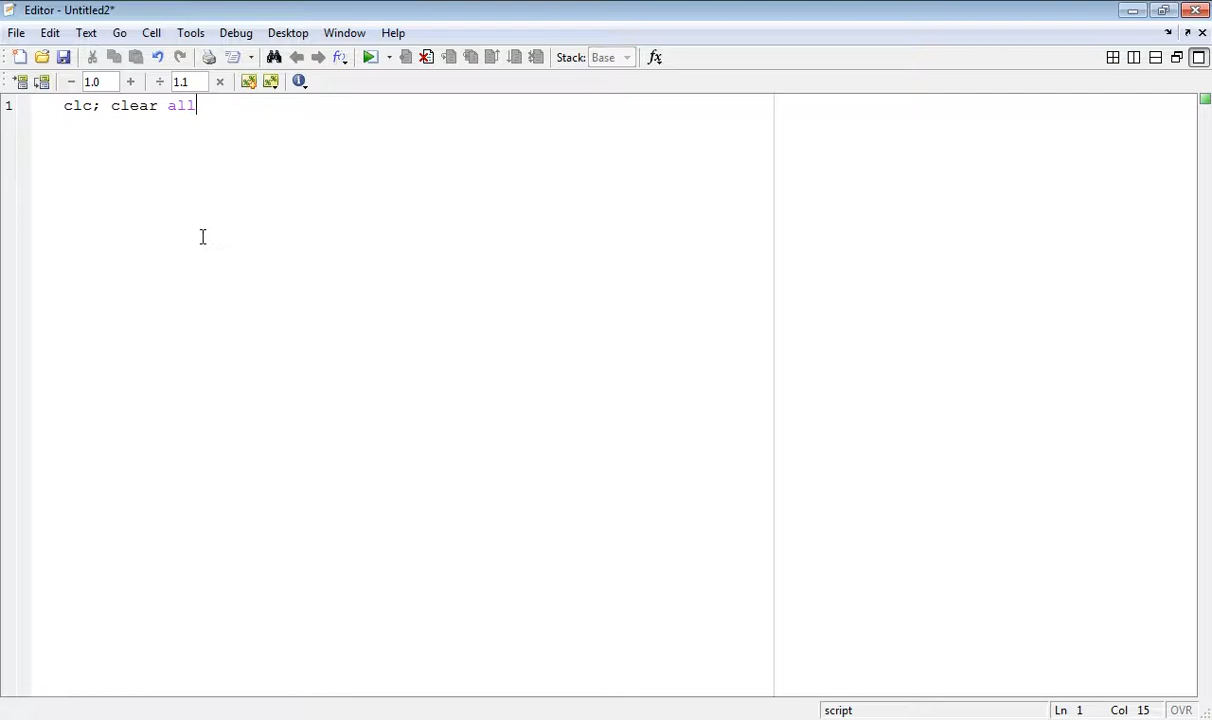 Editor - Untitled2*
File Edit Text Go Cell Tools Debug Desktop Window Help
Stack: Base fx
1.0 1.1
1 clc; clear all
script Ln 1 Col 15 OVR